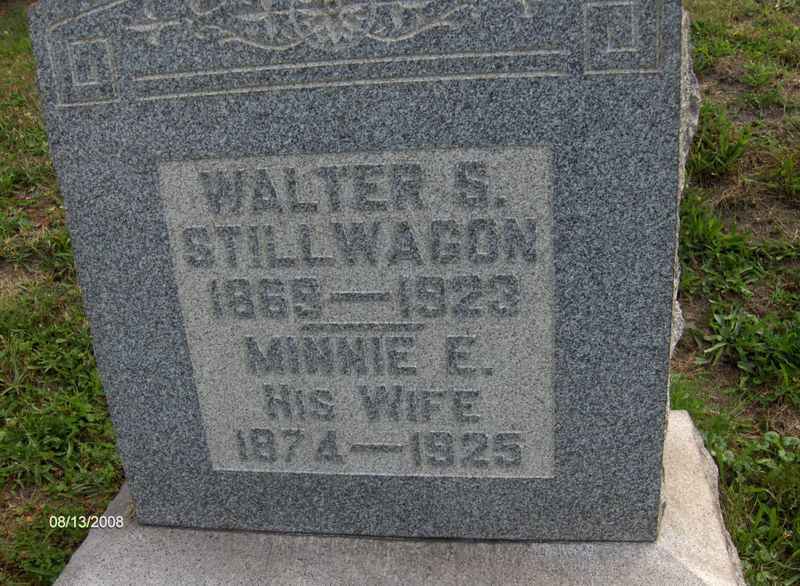 WALTER S.
STILLWAGON
1869—1923
MINNIE E.
HIS WIFE
1874—1925
08/13/2008